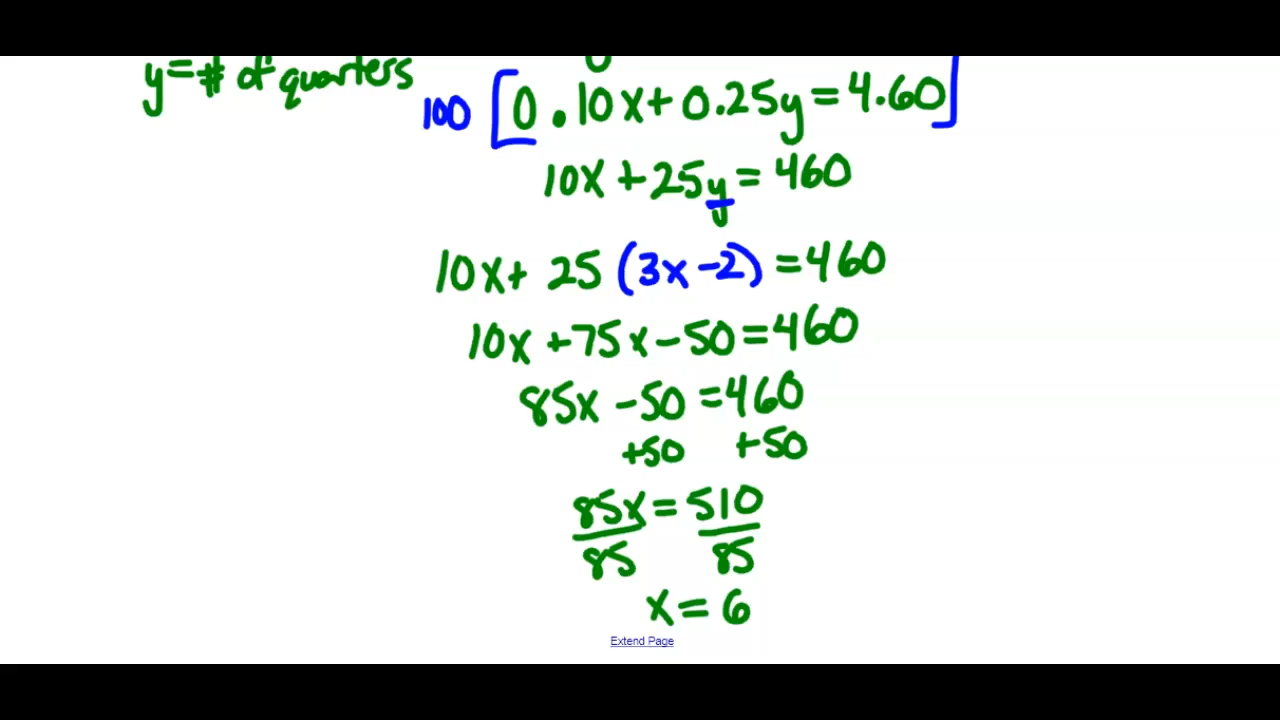 y = # of quarters
100 [0.10x + 0.25y = 4.60]
10x + 25y = 460
10x + 25 (3x - 2) = 460
10x + 75x - 50 = 460
85x - 50 = 460
+50 +50
85x = 510
85 85
x = 6
Extend Page